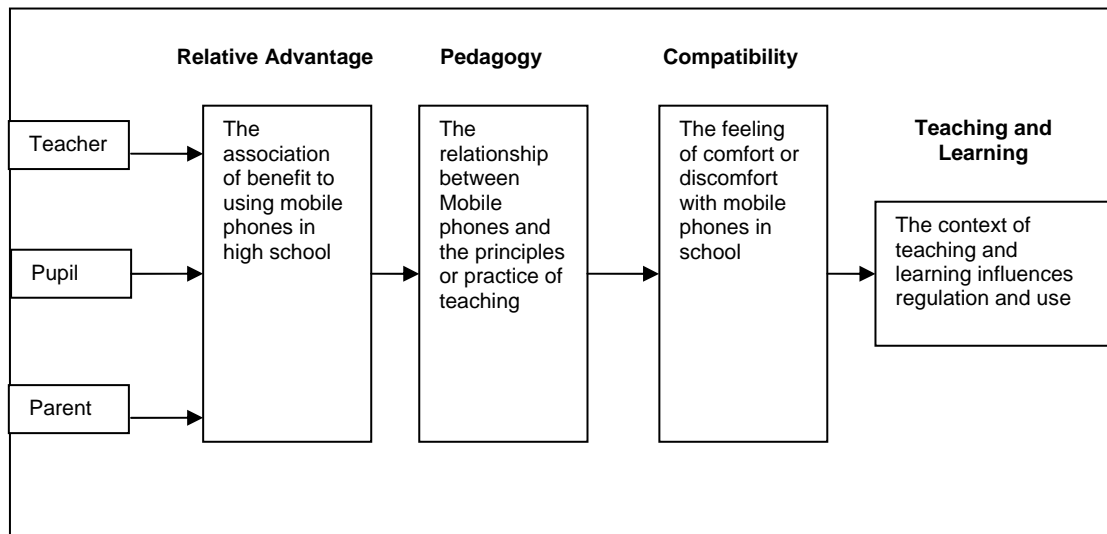 Relative Advantage
Pedagogy
Compatibility
Teaching and
Learning
Teacher
Pupil
Parent
The
association
of benefit to
using mobile
phones in
high school
The
relationship
between
Mobile
phones and
the principles
or practice of
teaching
The feeling
of comfort or
discomfort
with mobile
phones in
school
The context of
teaching and
learning influences
regulation and use